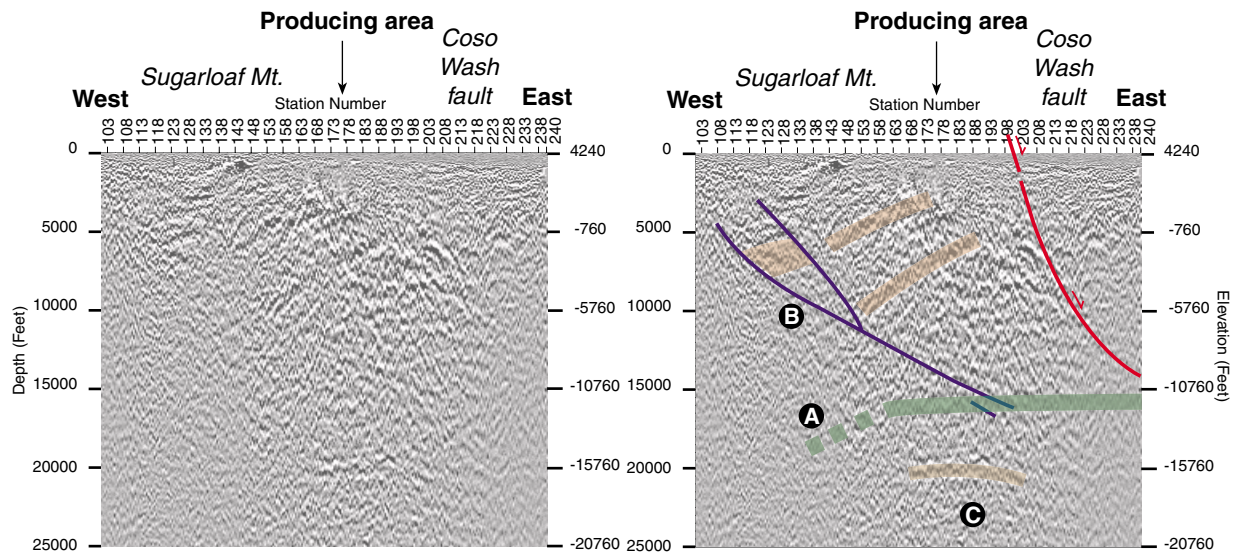 Producing area
Coso
Wash
fault
Sugarloaf Mt.
West
Station Number
East
103 108 113 118 123 128 133 138 143 148 153 158 163 168 173 178 183 188 193 198 203 208 213 218 223 228 233 238 240
0
5000
10000
15000
20000
25000
Depth (Feet)
4240
-760
-5760
-10760
-15760
-20760
Producing area
Coso
Wash
fault
Sugarloaf Mt.
West
Station Number
East
103 108 113 118 123 128 133 138 143 148 153 158 163 168 173 178 183 188 193 198 203 208 213 218 223 228 233 238 240
0
5000
10000
15000
20000
25000
B
A
C
4240
-760
-5760
-10760
-15760
-20760
Elevation (Feet)